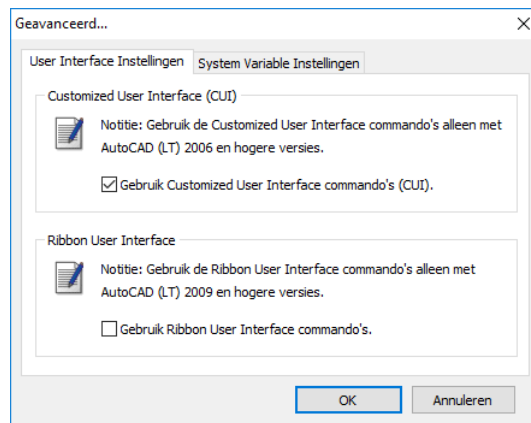 Geavanceerd...
User Interface Instellingen
System Variable Instellingen
Customized User Interface (CUI)
Notitie: Gebruik de Customized User Interface commando's alleen met
AutoCAD (LT) 2006 en hogere versies.
Gebruik Customized User Interface commando's (CUI).
Ribbon User Interface
Notitie: Gebruik de Ribbon User Interface commando's alleen met
AutoCAD (LT) 2009 en hogere versies.
Gebruik Ribbon User Interface commando's.
OK
Annuleren